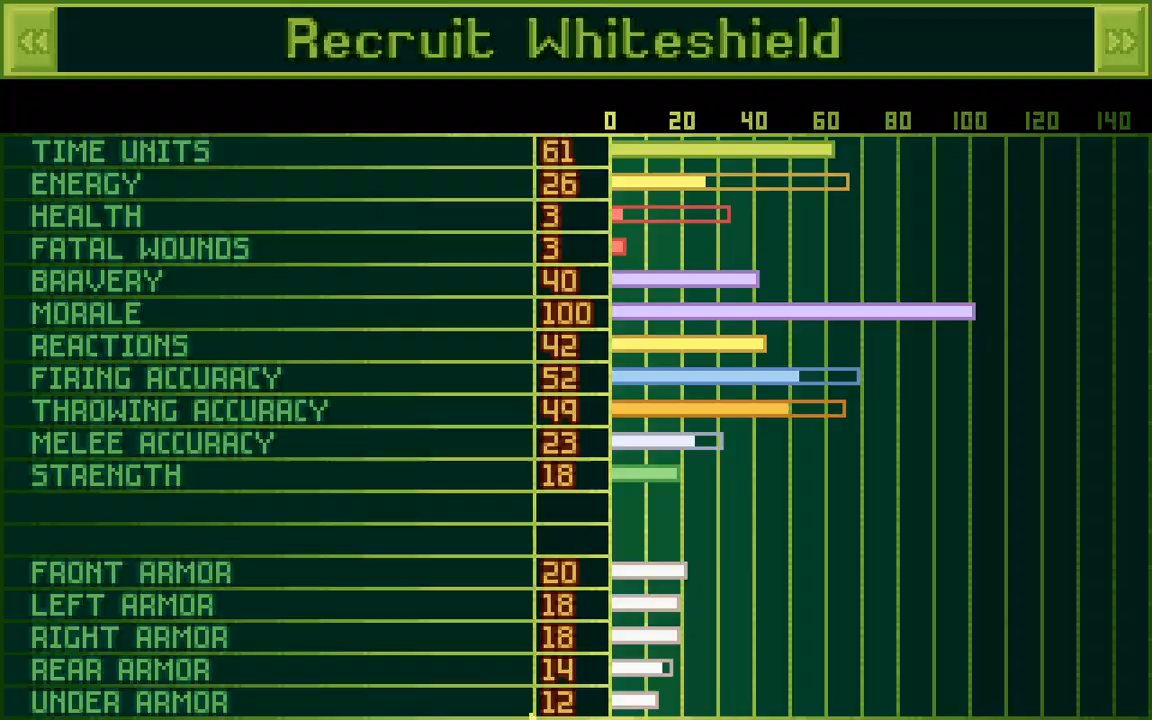 Recruit Whiteshield
0 20 40 60 80 100 120 140
TIME UNITS 61
ENERGY 26
HEALTH 3
FATAL WOUNDS 3
BRAVERY 40
MORALE 100
REACTIONS 42
FIRING ACCURACY 52
THROWING ACCURACY 49
MELEE ACCURACY 23
STRENGTH 18
FRONT ARMOR 20
LEFT ARMOR 18
RIGHT ARMOR 18
REAR ARMOR 14
UNDER ARMOR 12